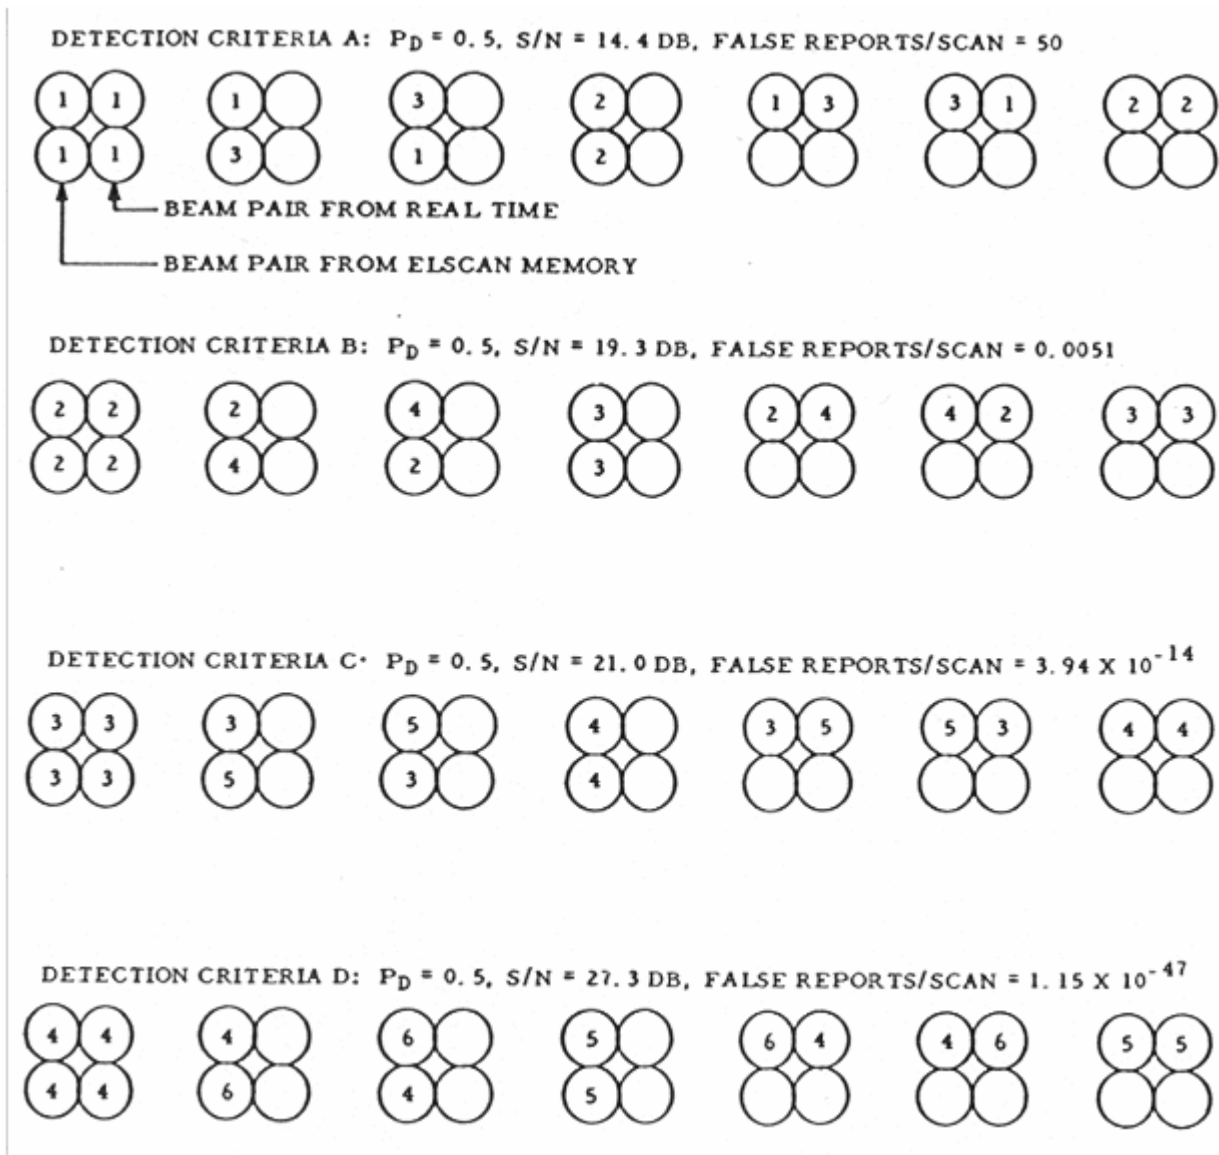 DETECTION CRITERIA A: PD = 0.5, S/N = 14.4 DB, FALSE REPORTS/SCAN = 50
1 1 1 3 2 1 3 3 1 2 2
1 1 3 1 2
BEAM PAIR FROM REAL TIME
BEAM PAIR FROM ELSCAN MEMORY
DETECTION CRITERIA B: PD = 0.5, S/N = 19.3 DB, FALSE REPORTS/SCAN = 0.0051
2 2 2 4 3 2 4 4 2 3 3
2 2 4 2 3
DETECTION CRITERIA C· PD = 0.5, S/N = 21.0 DB, FALSE REPORTS/SCAN = 3.94 X 10-14
3 3 3 5 4 3 5 5 3 4 4
3 3 5 3 4
DETECTION CRITERIA D: PD = 0.5, S/N = 27.3 DB, FALSE REPORTS/SCAN = 1.15 X 10-47
4 4 4 6 5 6 4 4 6 5 5
4 4 6 4 5